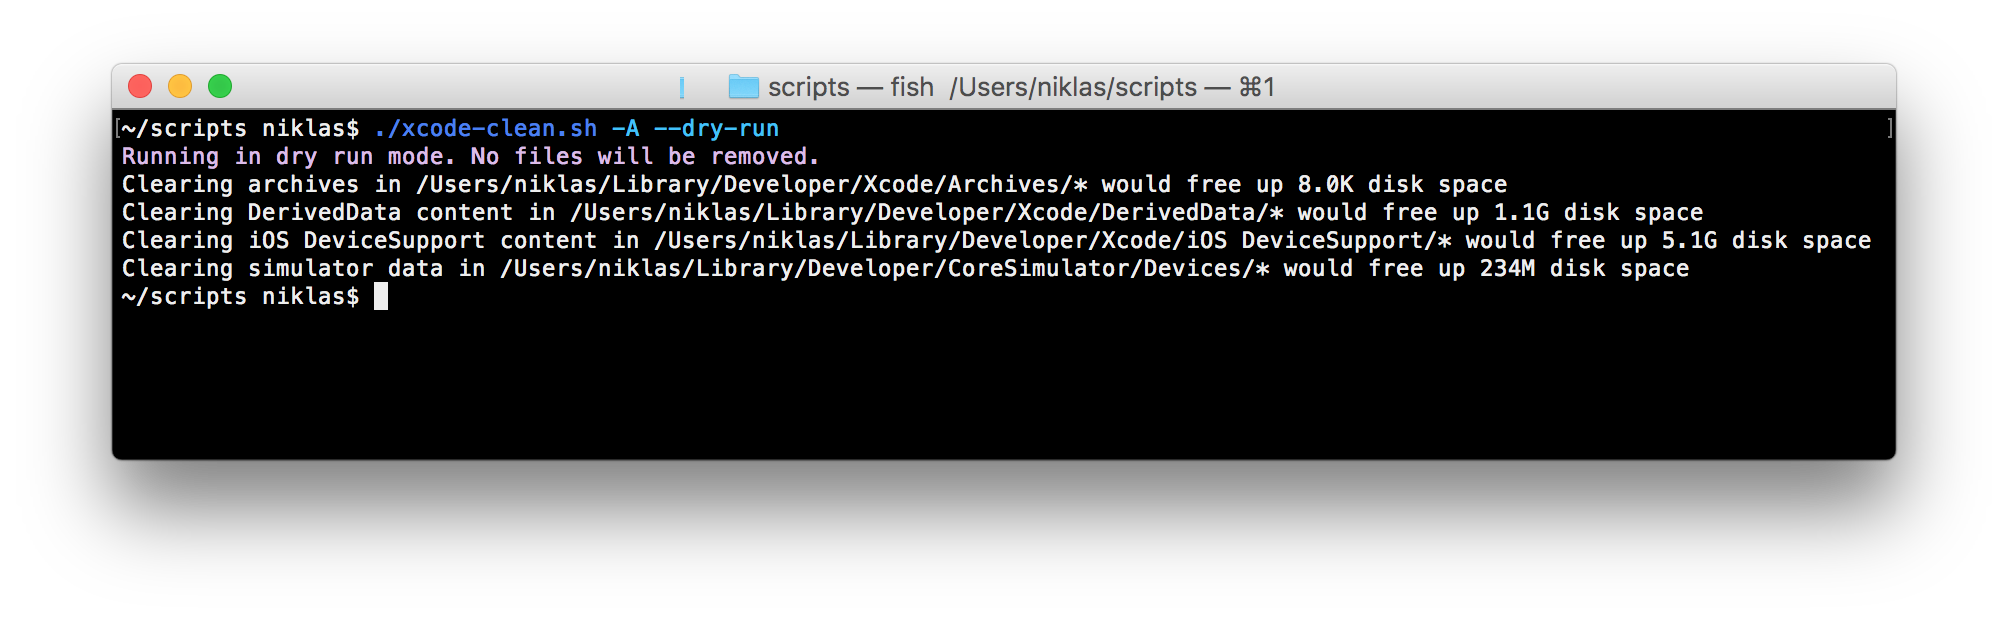 scripts — fish /Users/niklas/scripts — ⌘1
[~/scripts niklas$ ./xcode-clean.sh -A --dry-run ]
Running in dry run mode. No files will be removed.
Clearing archives in /Users/niklas/Library/Developer/Xcode/Archives/* would free up 8.0K disk space
Clearing DerivedData content in /Users/niklas/Library/Developer/Xcode/DerivedData/* would free up 1.1G disk space
Clearing iOS DeviceSupport content in /Users/niklas/Library/Developer/Xcode/iOS DeviceSupport/* would free up 5.1G disk space
Clearing simulator data in /Users/niklas/Library/Developer/CoreSimulator/Devices/* would free up 234M disk space
~/scripts niklas$